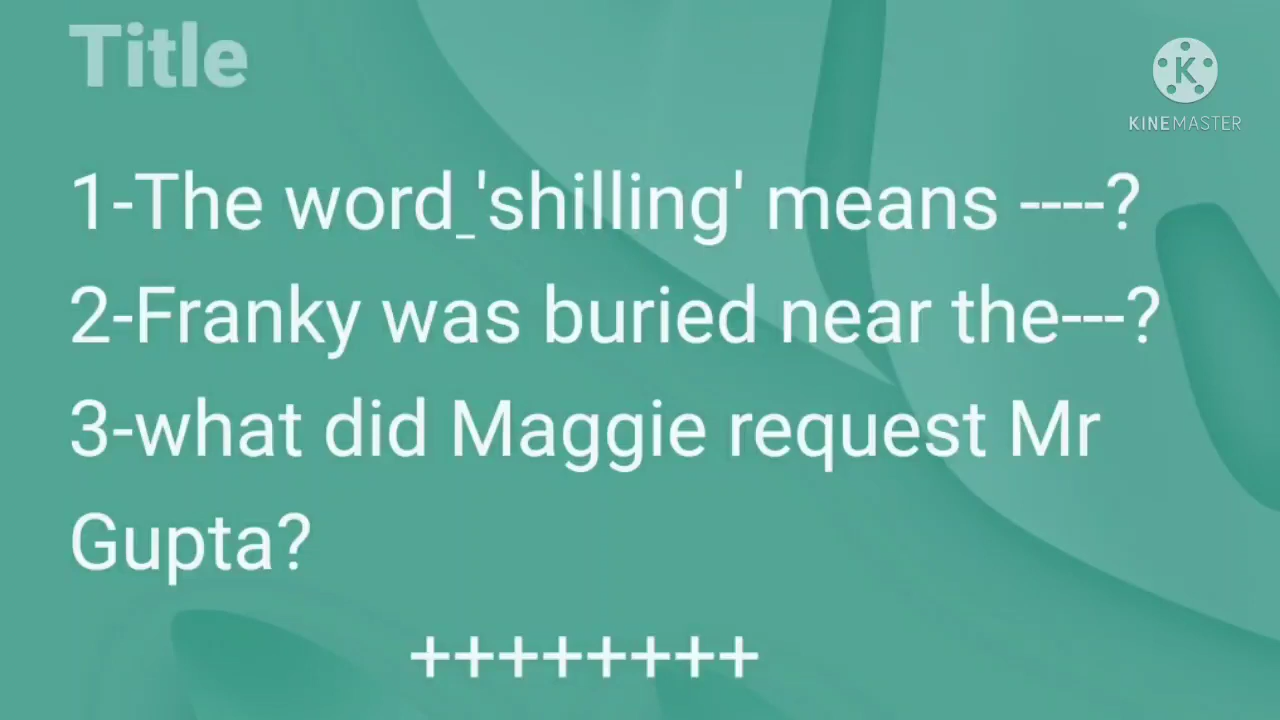 Title
KINEMASTER
1-The word_'shilling' means ----?
2-Franky was buried near the---?
3-what did Maggie request Mr
Gupta?
++++++++